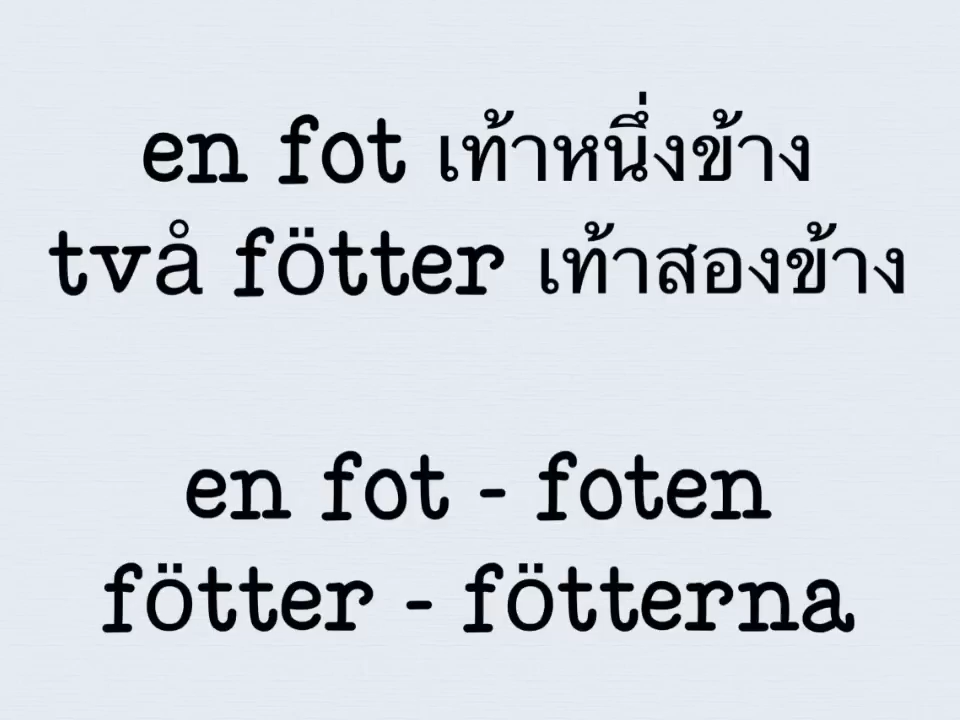 en fot เท้าหนึ่งข้าง
två fötter เท้าสองข้าง
en fot - foten
fötter - fötterna